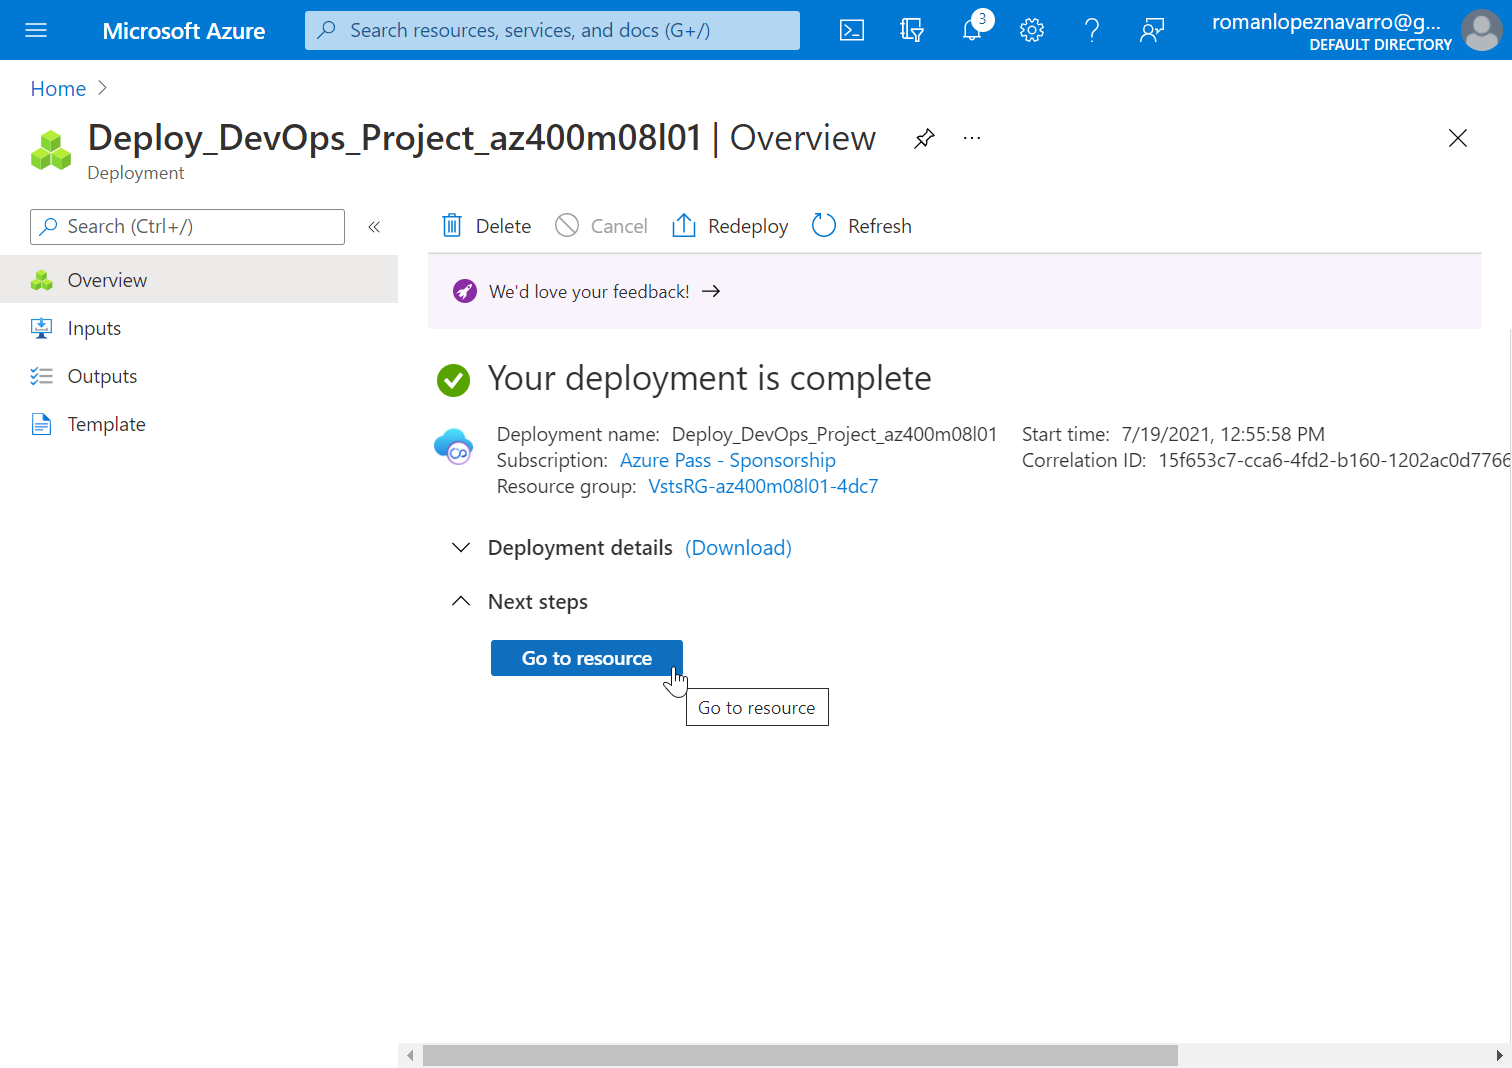 Microsoft Azure
Search resources, services, and docs (G+/)
3
romanlopeznavarro@g...
DEFAULT DIRECTORY
Home
Deploy_DevOps_Project_az400m08l01 | Overview
Deployment
Search (Ctrl+/)
Delete
Cancel
Redeploy
Refresh
Overview
Inputs
Outputs
Template
We'd love your feedback!
Your deployment is complete
Deployment name: Deploy_DevOps_Project_az400m08l01
Subscription: Azure Pass - Sponsorship
Resource group: VstsRG-az400m08l01-4dc7
Start time: 7/19/2021, 12:55:58 PM
Correlation ID: 15f653c7-cca6-4fd2-b160-1202ac0d7766
Deployment details (Download)
Next steps
Go to resource
Go to resource